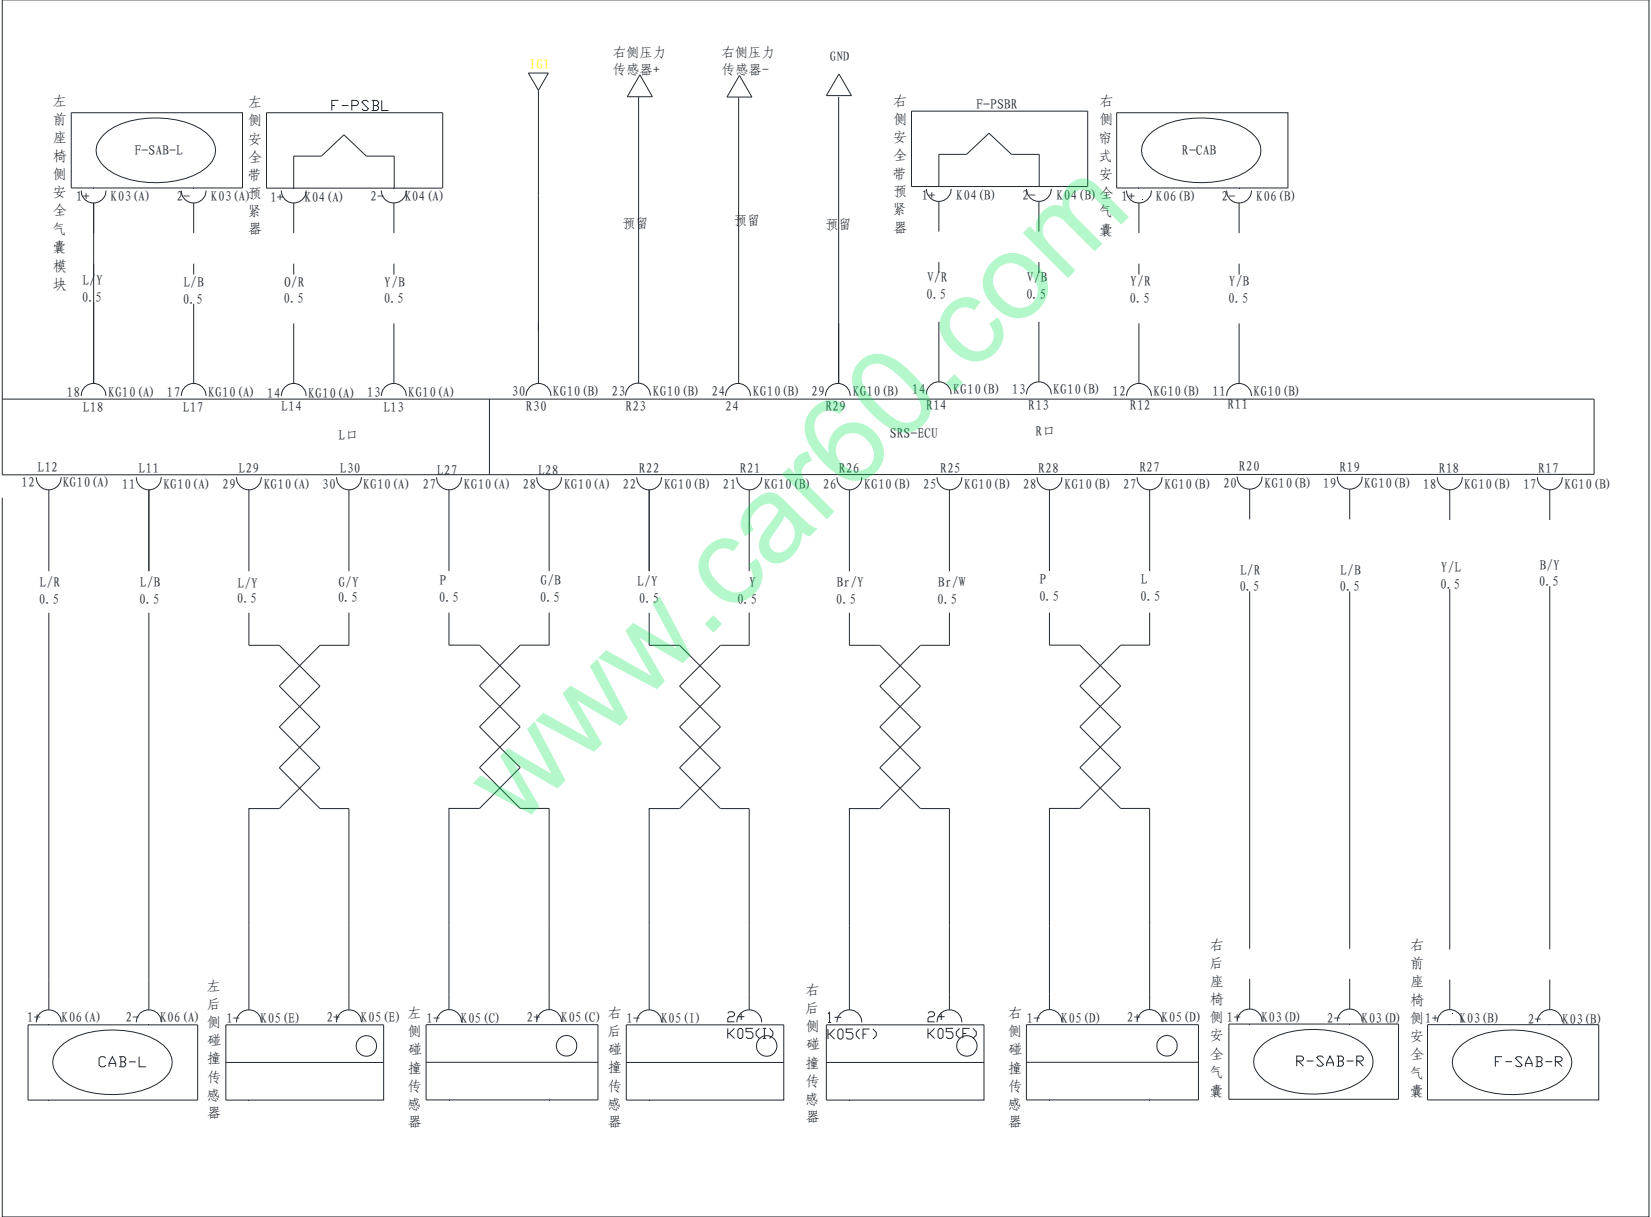 IG1
右侧压力
传感器+
右侧压力
传感器-
GND
左前座椅侧安全气囊模块
F-SAB-L
左侧安全带预紧器
F-PSBL
右侧安全带预紧器
F-PSBR
右侧帘式安全气囊
R-CAB
1+ K03(A) 2- K03(A) 1+ K04(A) 2- K04(A) 1+ K04(B) 2- K04(B) 1+ K06(B) 2- K06(B)
预留 预留 预留
L/Y L/B O/R Y/B V/R V/B Y/R Y/B
0.5 0.5 0.5 0.5 0.5 0.5 0.5 0.5
18 KG10(A) 17 KG10(A) 14 KG10(A) 13 KG10(A) 30 KG10(B) 23 KG10(B) 24 KG10(B) 29 KG10(B) 14 KG10(B) 13 KG10(B) 12 KG10(B) 11 KG10(B)
L18 L17 L14 L13 R30 R23 24 R29 R14 R13 R12 R11
L口 SRS-ECU R口
L12 L11 L29 L30 L27 L28 R22 R21 R26 R25 R28 R27 R20 R19 R18 R17
12 KG10(A) 11 KG10(A) 29 KG10(A) 30 KG10(A) 27 KG10(A) 28 KG10(A) 22 KG10(B) 21 KG10(B) 26 KG10(B) 25 KG10(B) 28 KG10(B) 27 KG10(B) 20 KG10(B) 19 KG10(B) 18 KG10(B) 17 KG10(B)
L/R L/B L/Y G/Y P G/B L/Y Y Br/Y Br/W P L L/R L/B Y/L B/Y
0.5 0.5 0.5 0.5 0.5 0.5 0.5 0.5 0.5 0.5 0.5 0.5 0.5 0.5 0.5 0.5
1+ K06(A) 2- K06(A)
CAB-L
左后侧碰撞传感器
1+ K05(E) 2+ K05(E)
左侧碰撞传感器
1+ K05(C) 2+ K05(C)
右后侧碰撞传感器
1+ K05(I) 2+ K05(I)
右后侧碰撞传感器
1+ K05(F) 2+ K05(F)
右侧碰撞传感器
1+ K05(D) 2+ K05(D)
右后座椅侧安全气囊
1+ K03(D) 2+ K03(D)
R-SAB-R
右前座椅侧安全气囊
1+ K03(B) 2+ K03(B)
F-SAB-R
www.car60.com